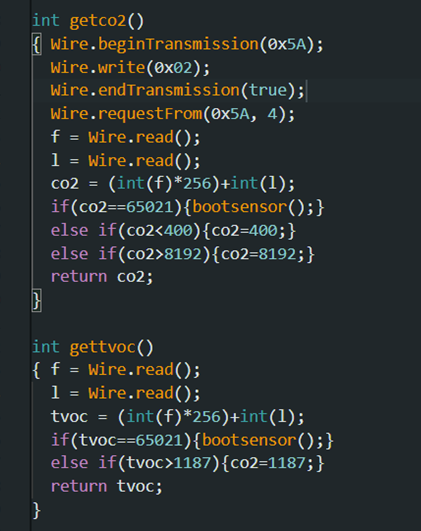 int getco2()
{ Wire.beginTransmission(0x5A);
Wire.write(0x02);
Wire.endTransmission(true);
Wire.requestFrom(0x5A, 4);
f = Wire.read();
l = Wire.read();
co2 = (int(f)*256)+int(l);
if(co2==65021){bootsensor();}
else if(co2<400){co2=400;}
else if(co2>8192){co2=8192;}
return co2;
}
int gettvoc()
{ f = Wire.read();
l = Wire.read();
tvoc = (int(f)*256)+int(l);
if(tvoc==65021){bootsensor();}
else if(tvoc>1187){co2=1187;}
return tvoc;
}